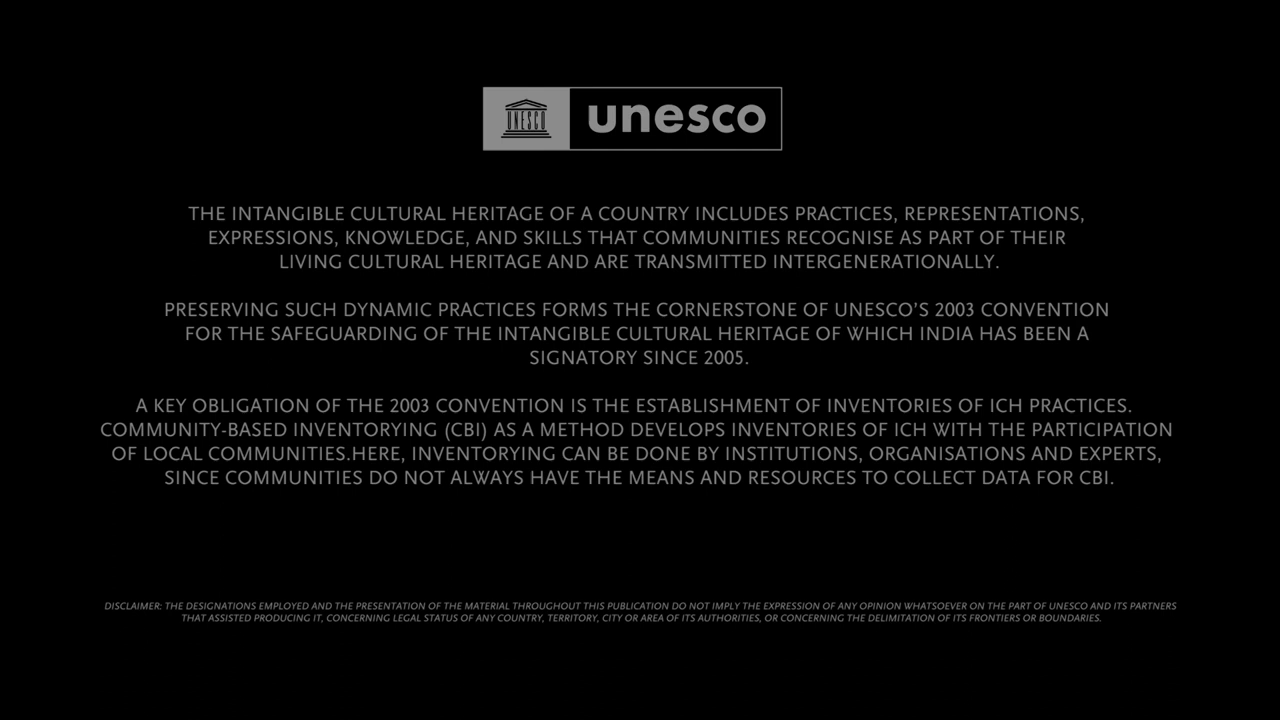 UNESCO
unesco
THE INTANGIBLE CULTURAL HERITAGE OF A COUNTRY INCLUDES PRACTICES, REPRESENTATIONS,
EXPRESSIONS, KNOWLEDGE, AND SKILLS THAT COMMUNITIES RECOGNISE AS PART OF THEIR
LIVING CULTURAL HERITAGE AND ARE TRANSMITTED INTERGENERATIONALLY.
PRESERVING SUCH DYNAMIC PRACTICES FORMS THE CORNERSTONE OF UNESCO'S 2003 CONVENTION
FOR THE SAFEGUARDING OF THE INTANGIBLE CULTURAL HERITAGE OF WHICH INDIA HAS BEEN A
SIGNATORY SINCE 2005.
A KEY OBLIGATION OF THE 2003 CONVENTION IS THE ESTABLISHMENT OF INVENTORIES OF ICH PRACTICES.
COMMUNITY-BASED INVENTORYING (CBI) AS A METHOD DEVELOPS INVENTORIES OF ICH WITH THE PARTICIPATION
OF LOCAL COMMUNITIES.HERE, INVENTORYING CAN BE DONE BY INSTITUTIONS, ORGANISATIONS AND EXPERTS,
SINCE COMMUNITIES DO NOT ALWAYS HAVE THE MEANS AND RESOURCES TO COLLECT DATA FOR CBI.
DISCLAIMER: THE DESIGNATIONS EMPLOYED AND THE PRESENTATION OF THE MATERIAL THROUGHOUT THIS PUBLICATION DO NOT IMPLY THE EXPRESSION OF ANY OPINION WHATSOEVER ON THE PART OF UNESCO AND ITS PARTNERS
THAT ASSISTED PRODUCING IT, CONCERNING LEGAL STATUS OF ANY COUNTRY, TERRITORY, CITY OR AREA OF ITS AUTHORITIES, OR CONCERNING THE DELIMITATION OF ITS FRONTIERS OR BOUNDARIES.